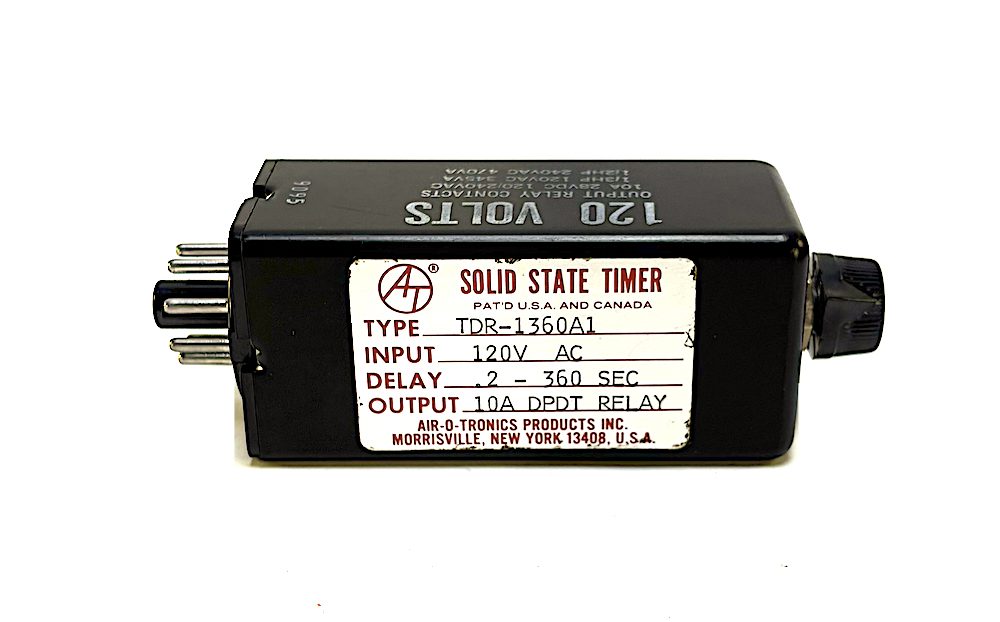 9095
120 VOLTS
OUTPUT RELAY CONTACTS
10A 28VDC 120/240VAC
1/3HP 120VAC 345VA
1/2HP 240VAC 470VA
AT®
SOLID STATE TIMER
PAT'D U.S.A. AND CANADA
TYPE TDR-1360A1
INPUT 120V AC
DELAY .2 - 360 SEC
OUTPUT 10A DPDT RELAY
AIR-O-TRONICS PRODUCTS INC.
MORRISVILLE, NEW YORK 13408, U.S.A.